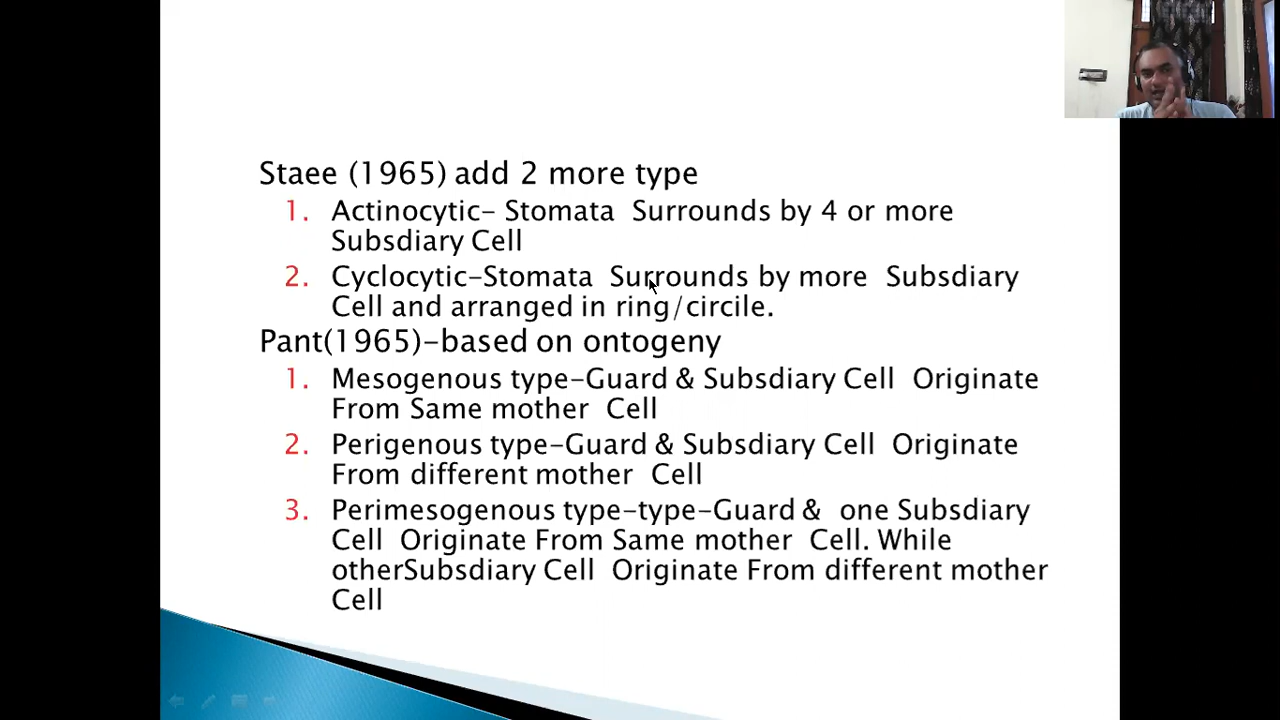 Staee (1965) add 2 more type
1. Actinocytic- Stomata Surrounds by 4 or more
Subsdiary Cell
2. Cyclocytic-Stomata Surrounds by more Subsdiary
Cell and arranged in ring/circile.
Pant(1965)-based on ontogeny
1. Mesogenous type-Guard & Subsdiary Cell Originate
From Same mother Cell
2. Perigenous type-Guard & Subsdiary Cell Originate
From different mother Cell
3. Perimesogenous type-type-Guard & one Subsdiary
Cell Originate From Same mother Cell. While
otherSubsdiary Cell Originate From different mother
Cell